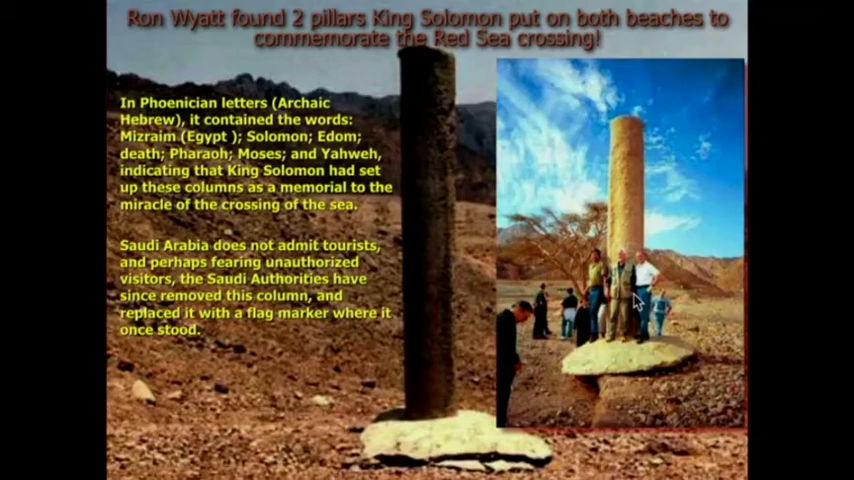 Ron Wyatt found 2 pillars King Solomon put on both beaches to
commemorate the Red Sea crossing!
In Phoenician letters (Archaic
Hebrew), it contained the words:
Mizraim (Egypt ); Solomon; Edom;
death; Pharaoh; Moses; and Yahweh,
indicating that King Solomon had set
up these columns as a memorial to the
miracle of the crossing of the sea.
Saudi Arabia does not admit tourists,
and perhaps fearing unauthorized
visitors, the Saudi Authorities have
since removed this column, and
replaced it with a flag marker where it
once stood.